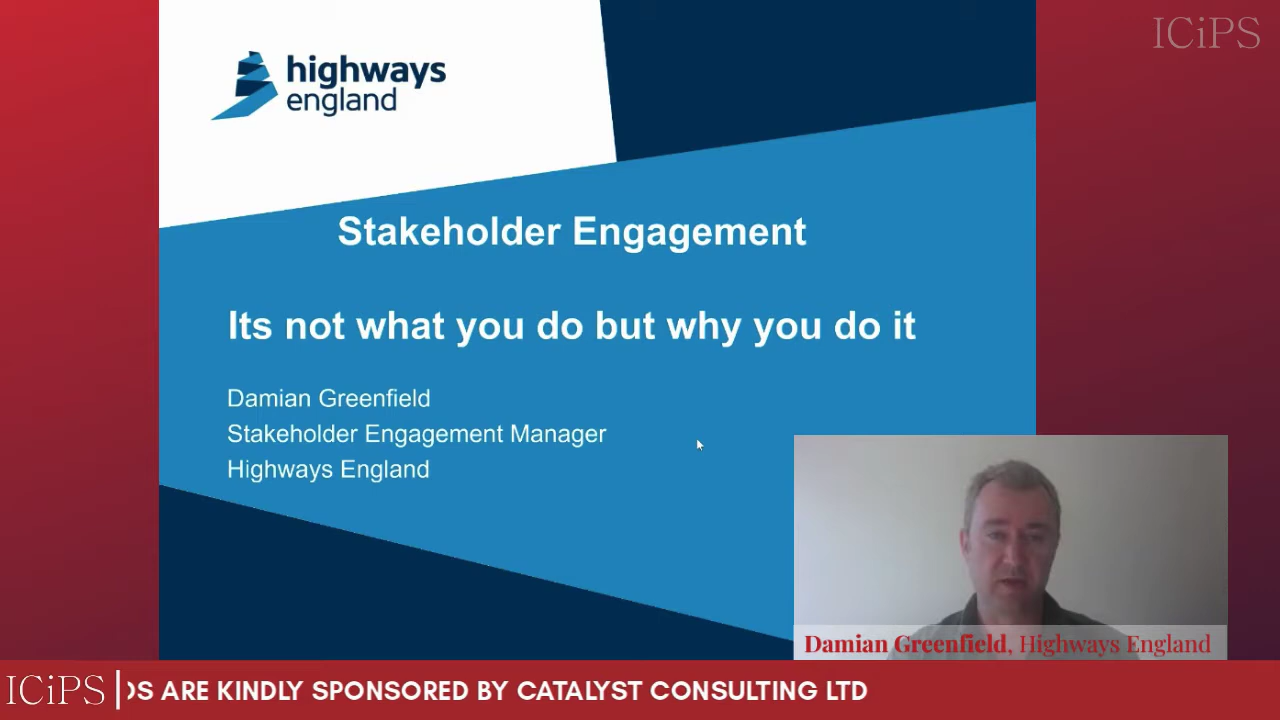 ICiPS
highways
england
Stakeholder Engagement
Its not what you do but why you do it
Damian Greenfield
Stakeholder Engagement Manager
Highways England
Damian Greenfield, Highways England
ICiPS
ARE KINDLY SPONSORED BY CATALYST CONSULTING LTD